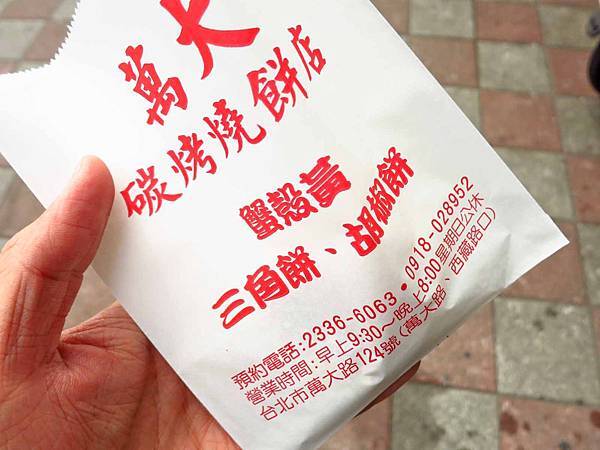 萬大
碳烤燒餅店
蟹殼黃
三角餅、胡椒餅
預約電話:2336-6063•0918-028952
營業時間:早上9:30～晚上8:00星期日公休
台北市萬大路124號(萬大路、西藏路口)